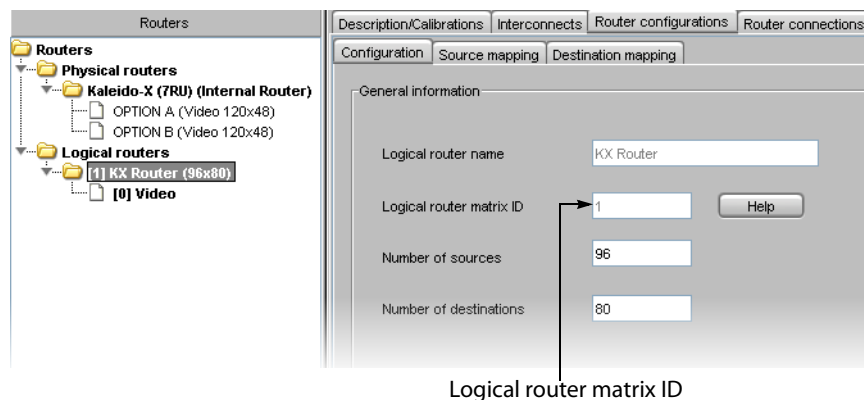 Routers
Routers
Physical routers
Kaleido-X (7RU) (Internal Router)
OPTION A (Video 120x48)
OPTION B (Video 120x48)
Logical routers
[1] KX Router (96x80)
[0] Video
Description/Calibrations Interconnects Router configurations Router connections
Configuration Source mapping Destination mapping
General information
Logical router name KX Router
Logical router matrix ID 1 Help
Number of sources 96
Number of destinations 80
Logical router matrix ID